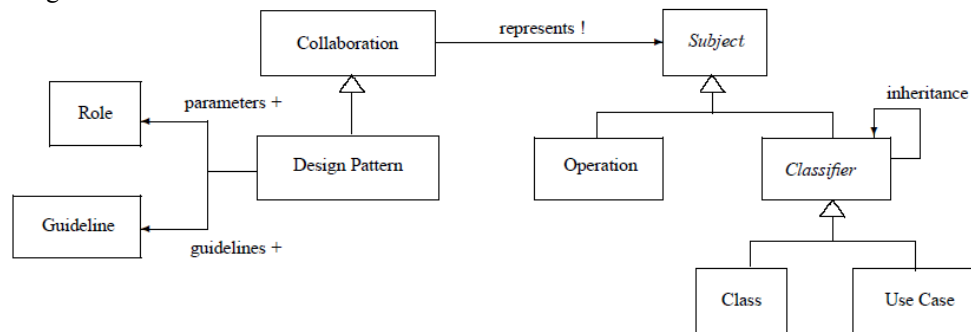 Collaboration
represents !
Subject
inheritance
Role
parameters +
Design Pattern
Operation
Classifier
Guideline
guidelines +
Class
Use Case